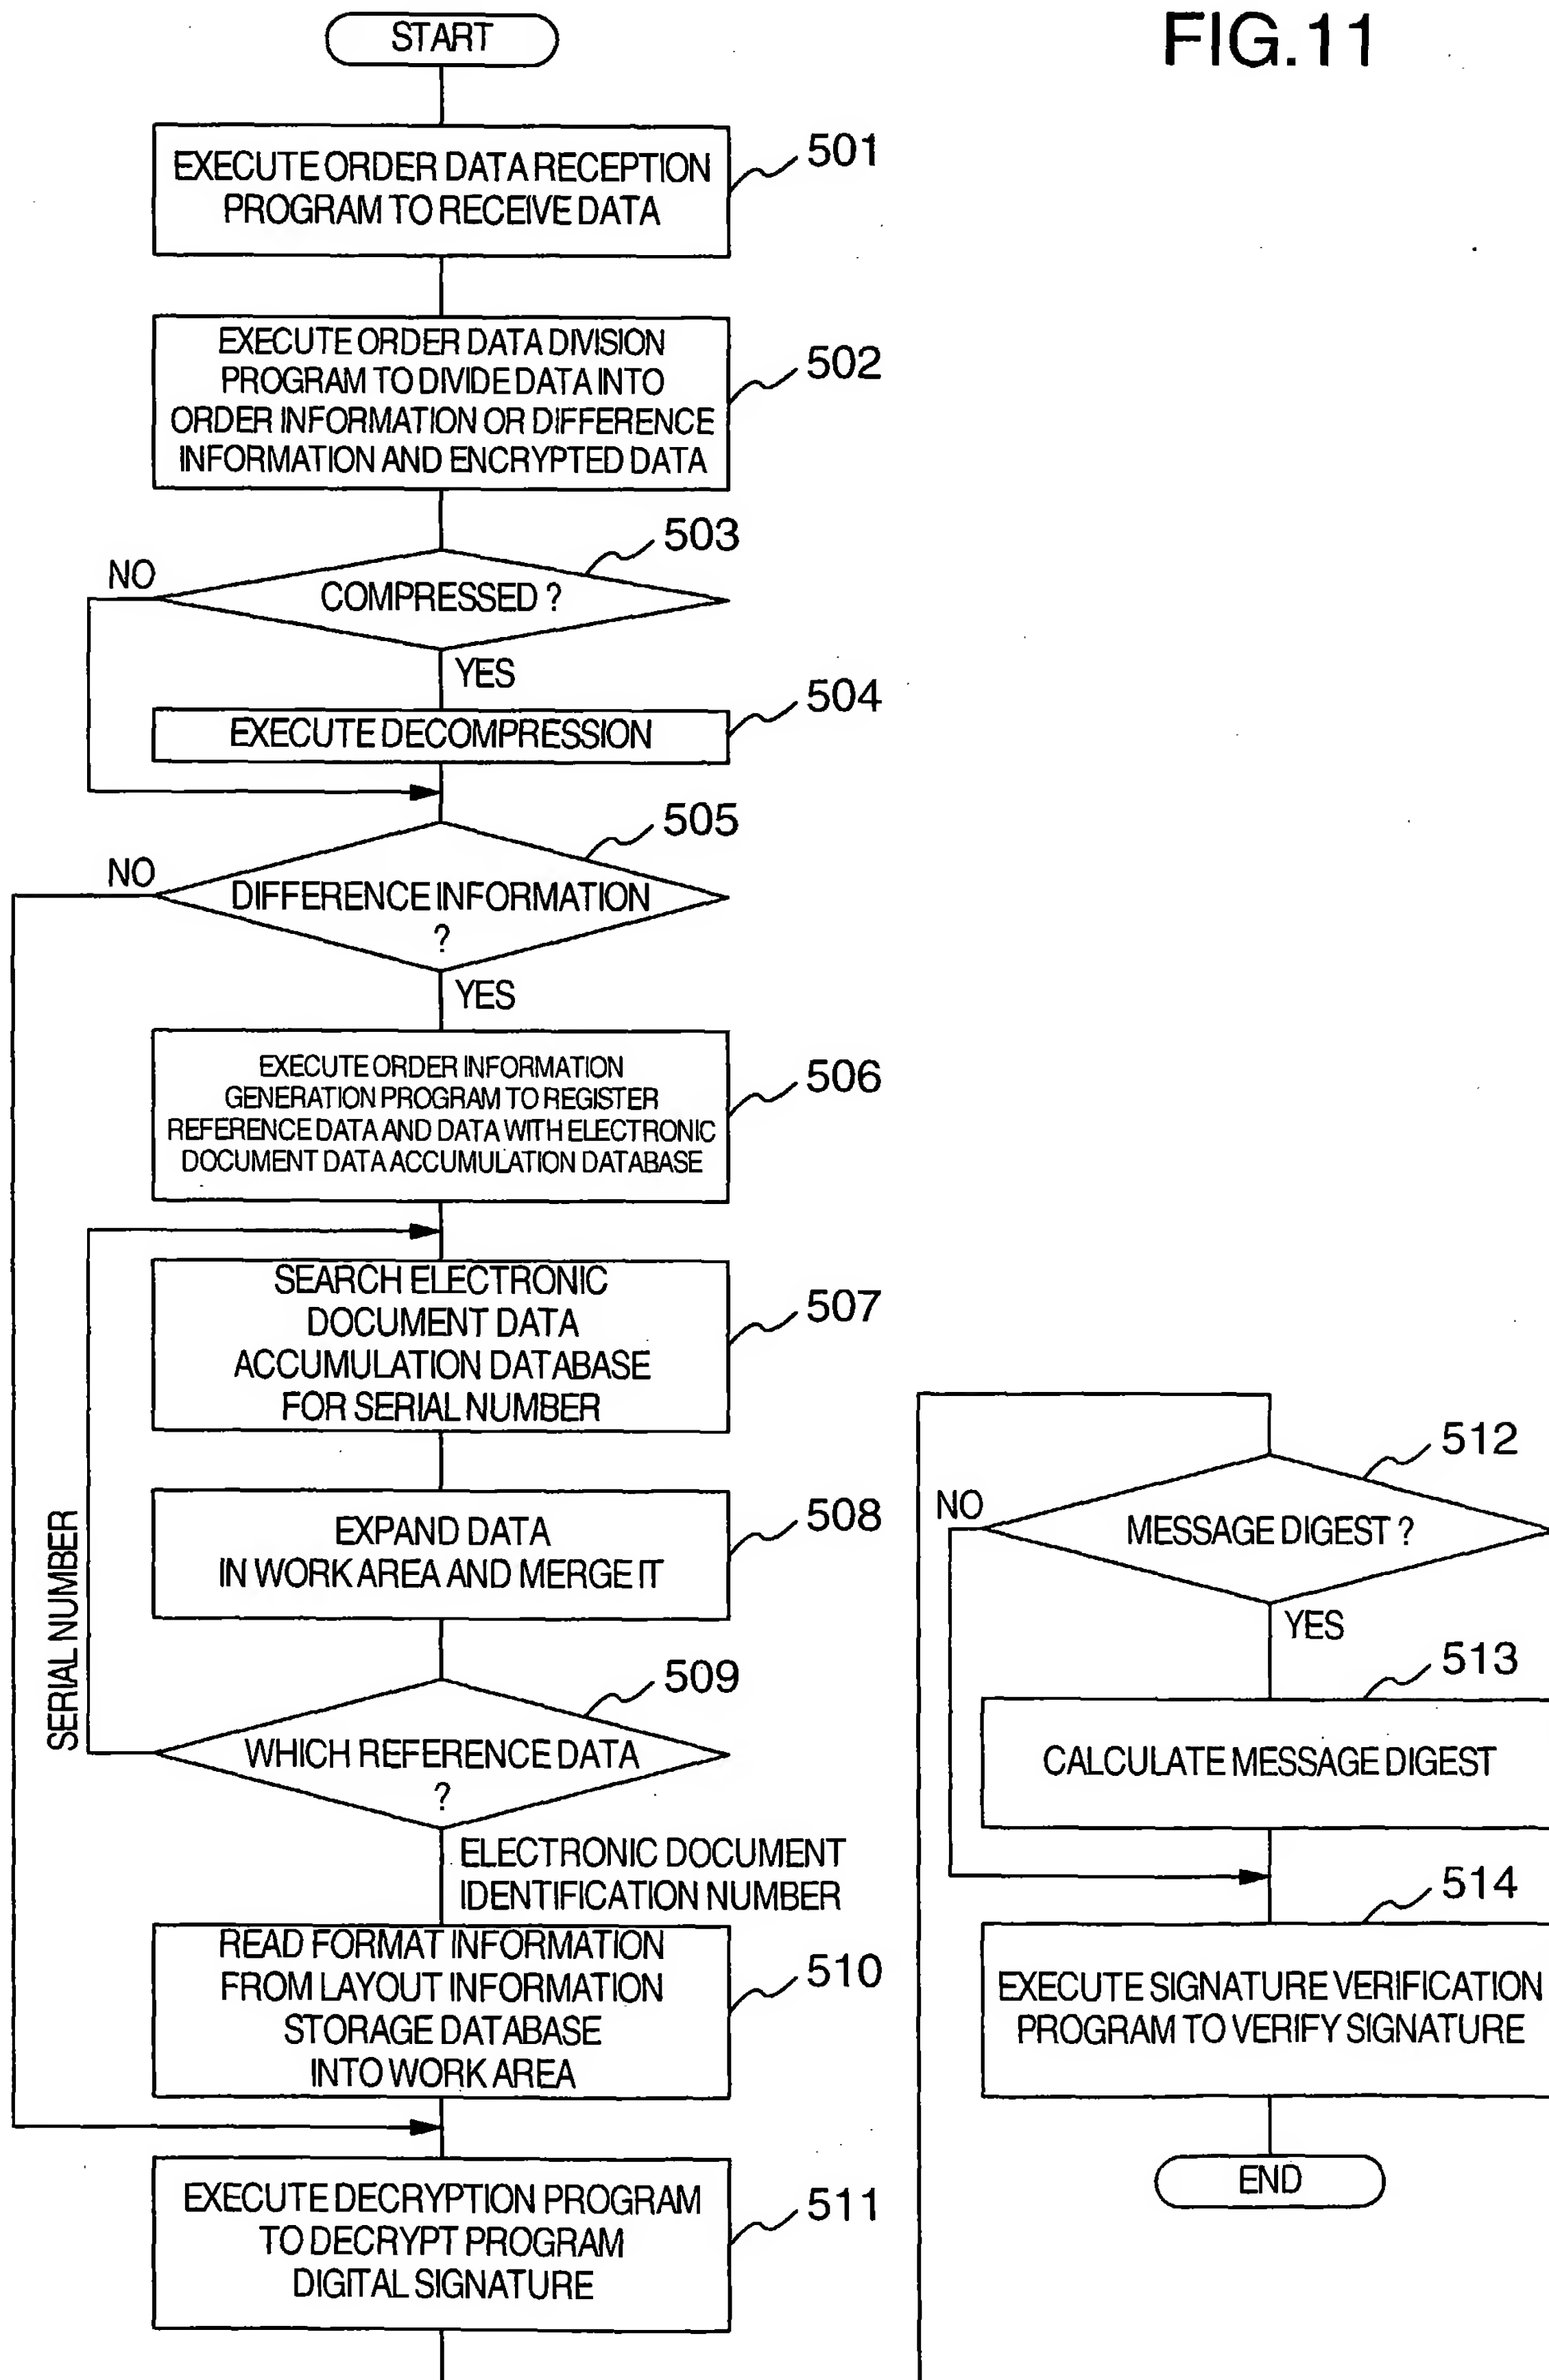 FIG.11
START
EXECUTE ORDER DATA RECEPTION
PROGRAM TO RECEIVE DATA
501
EXECUTE ORDER DATA DIVISION
PROGRAM TO DIVIDE DATA INTO
ORDER INFORMATION OR DIFFERENCE
INFORMATION AND ENCRYPTED DATA
502
503
NO
COMPRESSED ?
YES
504
EXECUTE DECOMPRESSION
505
NO
DIFFERENCE INFORMATION
?
YES
EXECUTE ORDER INFORMATION
GENERATION PROGRAM TO REGISTER
REFERENCE DATA AND DATA WITH ELECTRONIC
DOCUMENT DATA ACCUMULATION DATABASE
506
SEARCH ELECTRONIC
DOCUMENT DATA
ACCUMULATION DATABASE
FOR SERIAL NUMBER
507
EXPAND DATA
IN WORK AREA AND MERGE IT
508
SERIAL NUMBER
509
WHICH REFERENCE DATA
?
ELECTRONIC DOCUMENT
IDENTIFICATION NUMBER
READ FORMAT INFORMATION
FROM LAYOUT INFORMATION
STORAGE DATABASE
INTO WORK AREA
510
EXECUTE DECRYPTION PROGRAM
TO DECRYPT PROGRAM
DIGITAL SIGNATURE
511
512
NO
MESSAGE DIGEST ?
YES
513
CALCULATE MESSAGE DIGEST
514
EXECUTE SIGNATURE VERIFICATION
PROGRAM TO VERIFY SIGNATURE
END